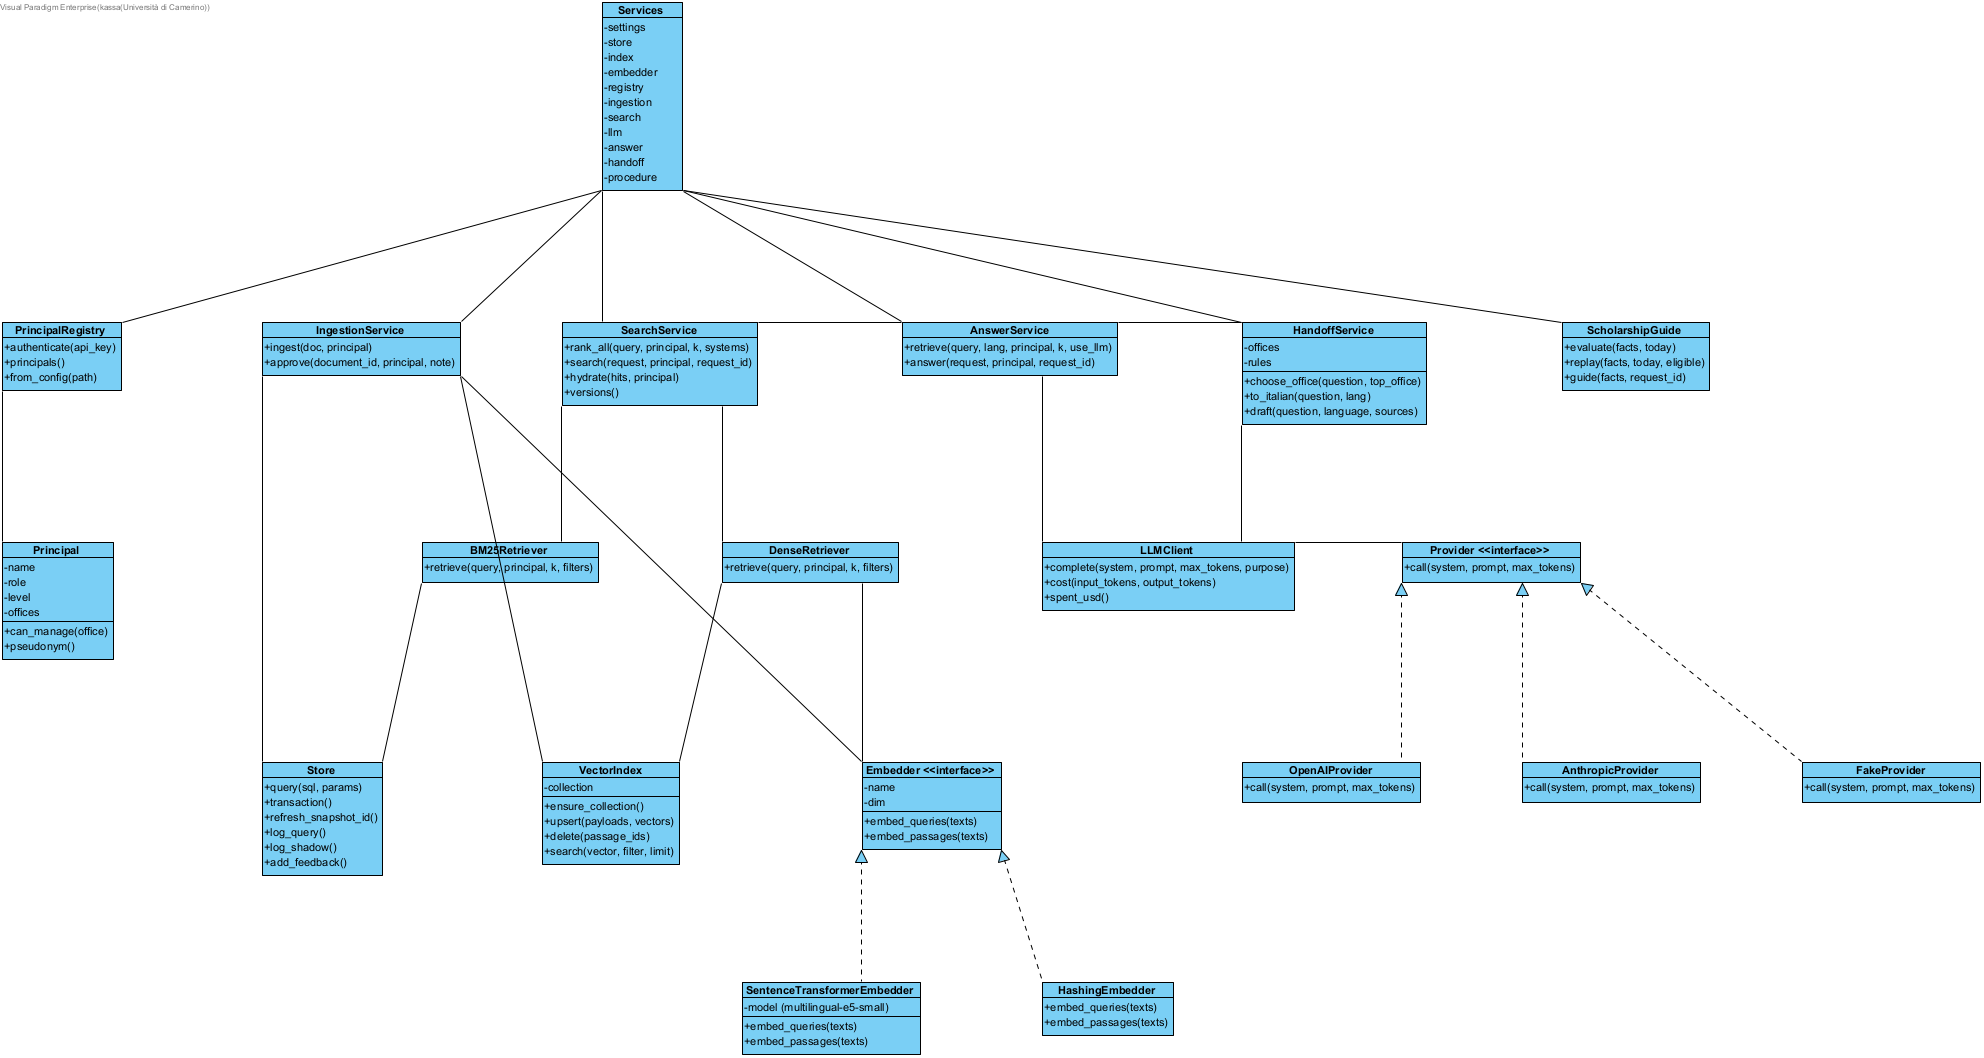 Visual Paradigm Enterprise(kassa(Università di Camerino))
Services
-settings
-store
-index
-embedder
-registry
-ingestion
-search
-llm
-answer
-handoff
-procedure
PrincipalRegistry
+authenticate(api_key)
+principals()
+from_config(path)
IngestionService
+ingest(doc, principal)
+approve(document_id, principal, note)
SearchService
+rank_all(query, principal, k, systems)
+search(request, principal, request_id)
+hydrate(hits, principal)
+versions()
AnswerService
+retrieve(query, lang, principal, k, use_llm)
+answer(request, principal, request_id)
HandoffService
-offices
-rules
+choose_office(question, top_office)
+to_italian(question, lang)
+draft(question, language, sources)
ScholarshipGuide
+evaluate(facts, today)
+replay(facts, today, eligible)
+guide(facts, request_id)
Principal
-name
-role
-level
-offices
+can_manage(office)
+pseudonym()
BM25Retriever
+retrieve(query, principal, k, filters)
DenseRetriever
+retrieve(query, principal, k, filters)
LLMClient
+complete(system, prompt, max_tokens, purpose)
+cost(input_tokens, output_tokens)
+spent_usd()
Provider <<interface>>
+call(system, prompt, max_tokens)
Store
+query(sql, params)
+transaction()
+refresh_snapshot_id()
+log_query()
+log_shadow()
+add_feedback()
VectorIndex
-collection
+ensure_collection()
+upsert(payloads, vectors)
+delete(passage_ids)
+search(vector, filter, limit)
Embedder <<interface>>
-name
-dim
+embed_queries(texts)
+embed_passages(texts)
OpenAIProvider
+call(system, prompt, max_tokens)
AnthropicProvider
+call(system, prompt, max_tokens)
FakeProvider
+call(system, prompt, max_tokens)
SentenceTransformerEmbedder
-model (multilingual-e5-small)
+embed_queries(texts)
+embed_passages(texts)
HashingEmbedder
+embed_queries(texts)
+embed_passages(texts)